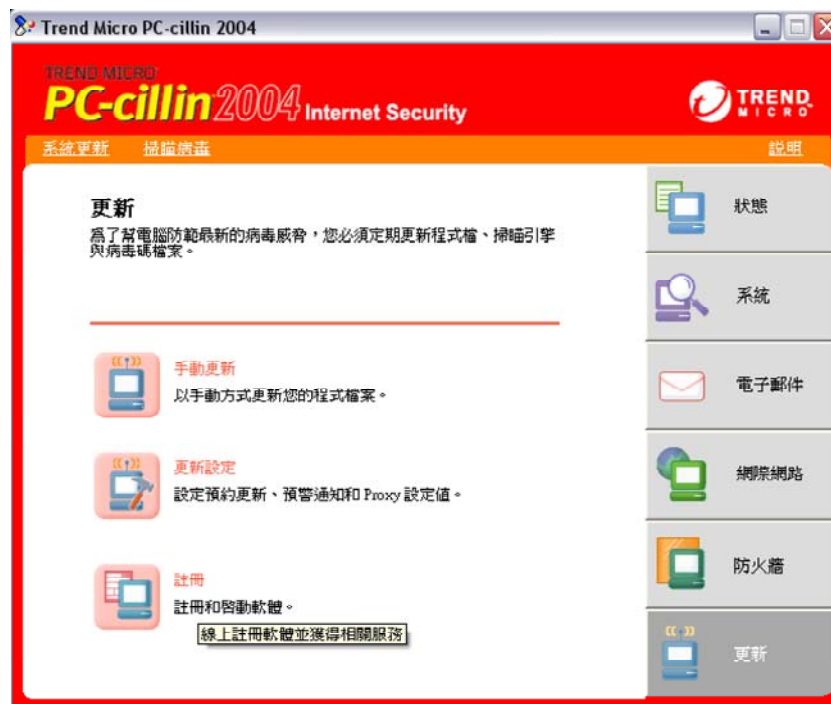 Trend Micro PC-cillin 2004
TREND MICRO
PC-cillin 2004 Internet Security
TREND MICRO
系統更新 掃瞄病毒 說明
更新
為了幫電腦防範最新的病毒威脅，您必須定期更新程式檔、掃瞄引擎
與病毒碼檔案。
手動更新
以手動方式更新您的程式檔案。
更新設定
設定預約更新、預警通知和 Proxy 設定值。
註冊
註冊和啓動軟體。
線上註冊軟體並獲得相關服務
狀態
系統
電子郵件
網際網路
防火牆
更新